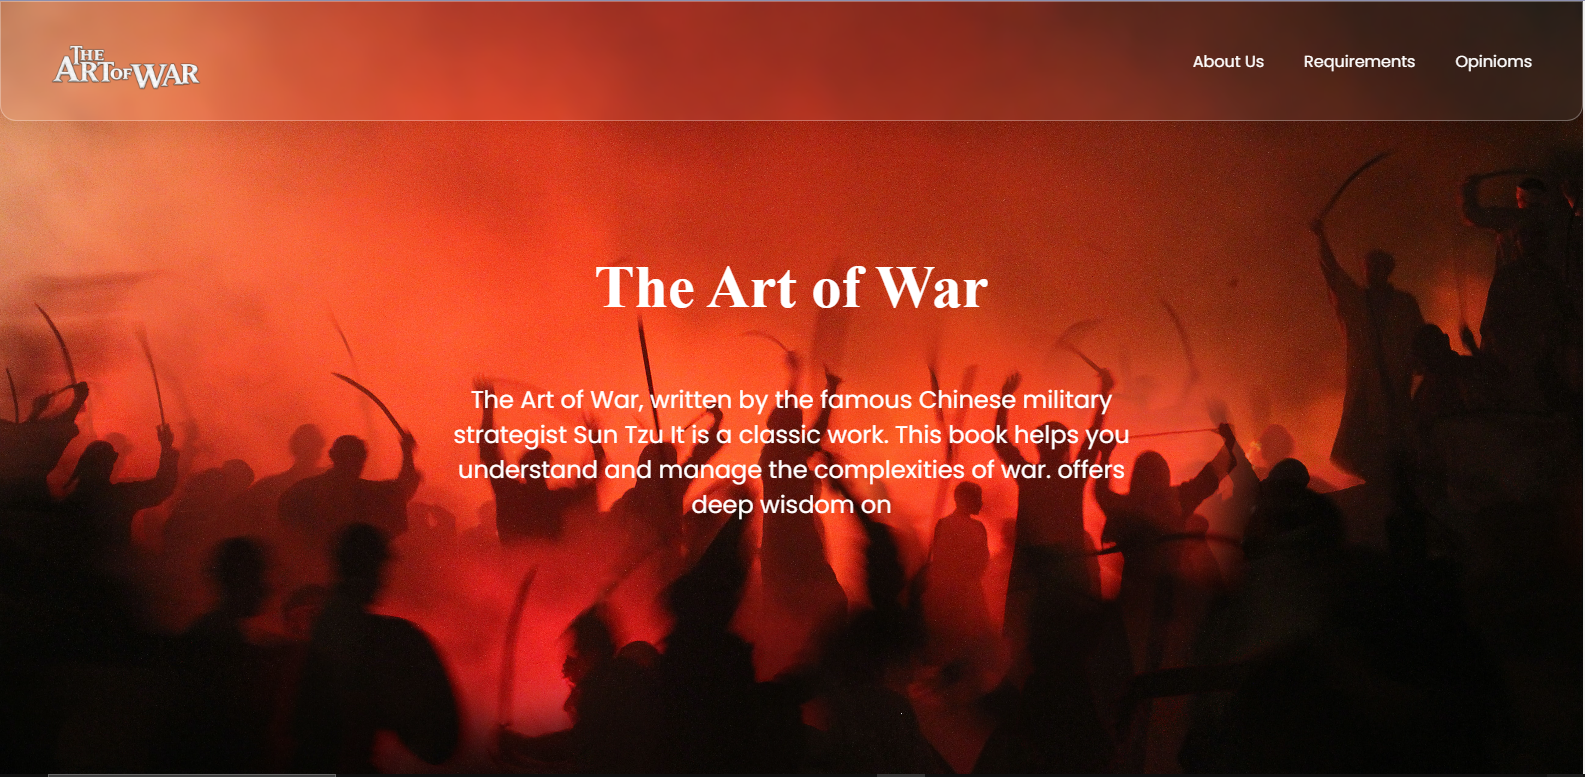 THE
ART OF WAR
About Us Requirements Opinioms
The Art of War
The Art of War, written by the famous Chinese military
strategist Sun Tzu It is a classic work. This book helps you
understand and manage the complexities of war. offers
deep wisdom on